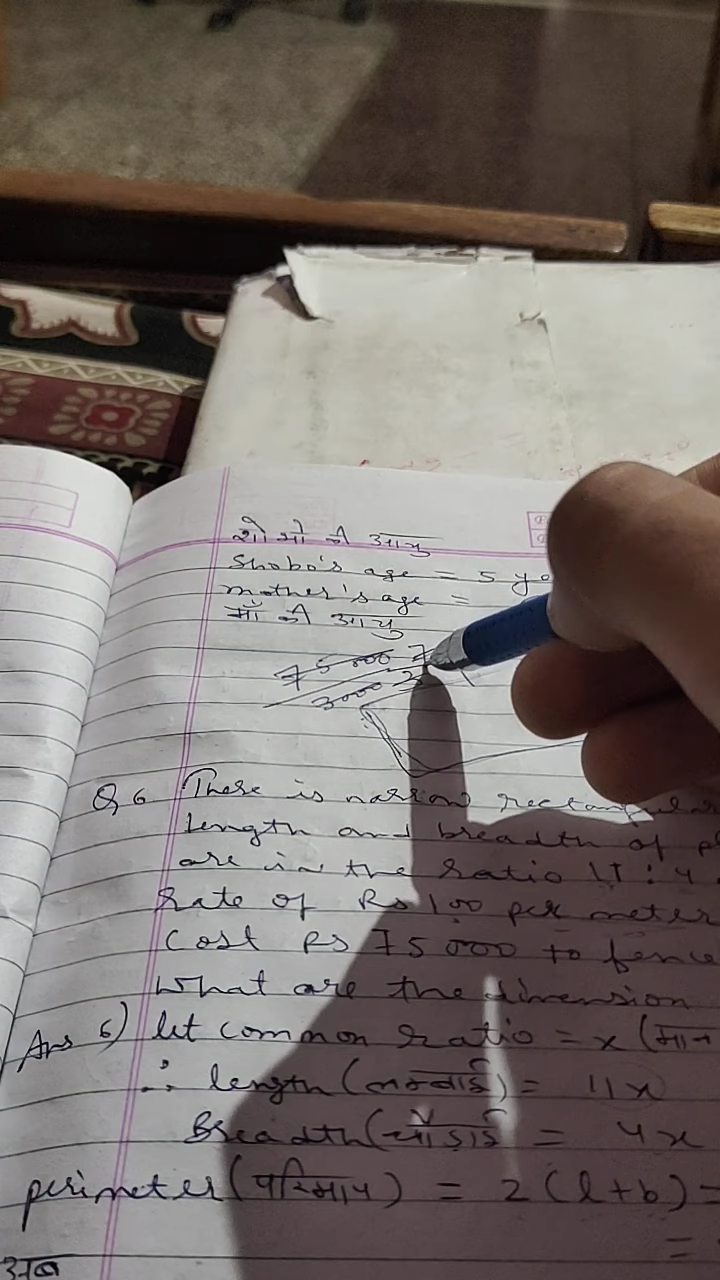 शोभो की आयु
Shobo's age = 5
mother's age =
माँ की आयु
75000
3000
Q 6 There is narrow rectangular
length and breadth of
are in the ratio 11:4
rate of Rs 100 per meter
Cost Rs 75000 to fence
What are the dimension
Ans 6) let common ratio = x (माना
∴ length (लम्बाई) = 11x
Breadth (चौड़ाई = 4x
perimeter (परिमाप) = 2(l+b) =
=
अब